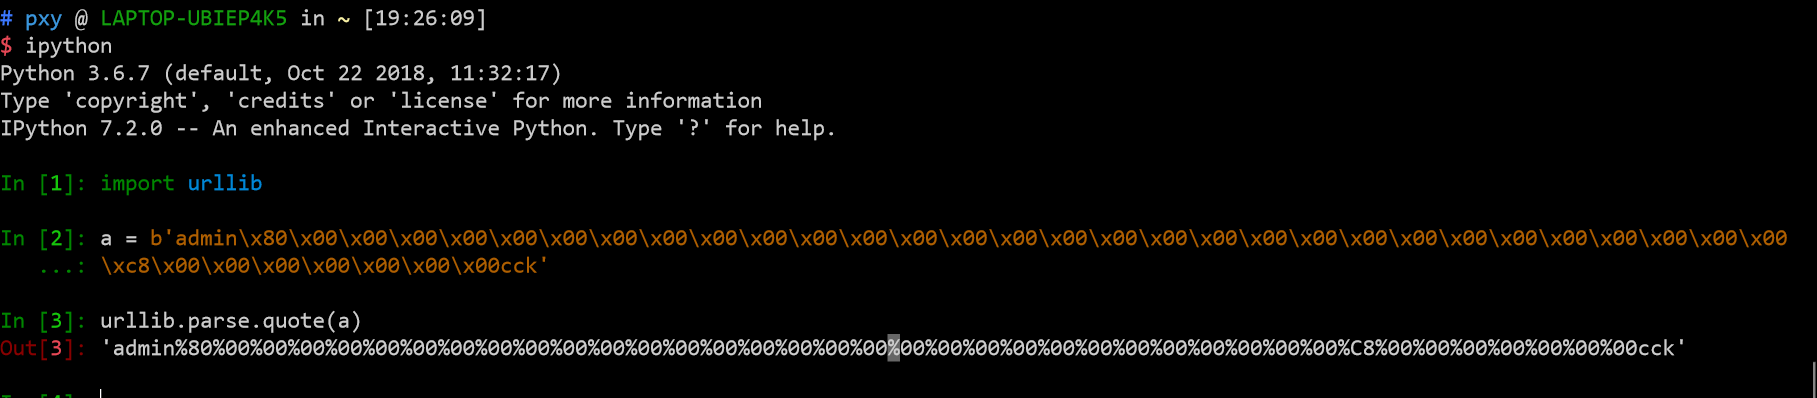 # pxy @ LAPTOP-UBIEP4K5 in ~ [19:26:09]
$ ipython
Python 3.6.7 (default, Oct 22 2018, 11:32:17)
Type 'copyright', 'credits' or 'license' for more information
IPython 7.2.0 -- An enhanced Interactive Python. Type '?' for help.
In [1]: import urllib
In [2]: a = b'admin\x80\x00\x00\x00\x00\x00\x00\x00\x00\x00\x00\x00\x00\x00\x00\x00\x00\x00\x00\x00\x00\x00\x00\x00\x00\x00\x00\x00\x00\x00\x00
...: \xc8\x00\x00\x00\x00\x00\x00\x00cck'
In [3]: urllib.parse.quote(a)
Out[3]: 'admin%80%00%00%00%00%00%00%00%00%00%00%00%00%00%00%00%00%00%00%00%00%00%00%00%00%00%00%00%00%00%00%C8%00%00%00%00%00%00%00cck'